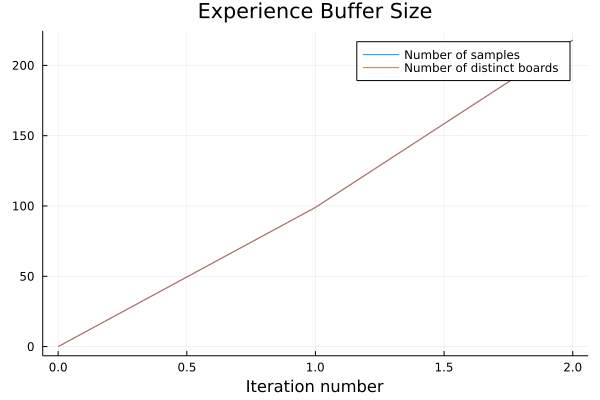 Experience Buffer Size
Number of samples
Number of distinct boards
200
150
100
50
0
0.0 0.5 1.0 1.5 2.0
Iteration number